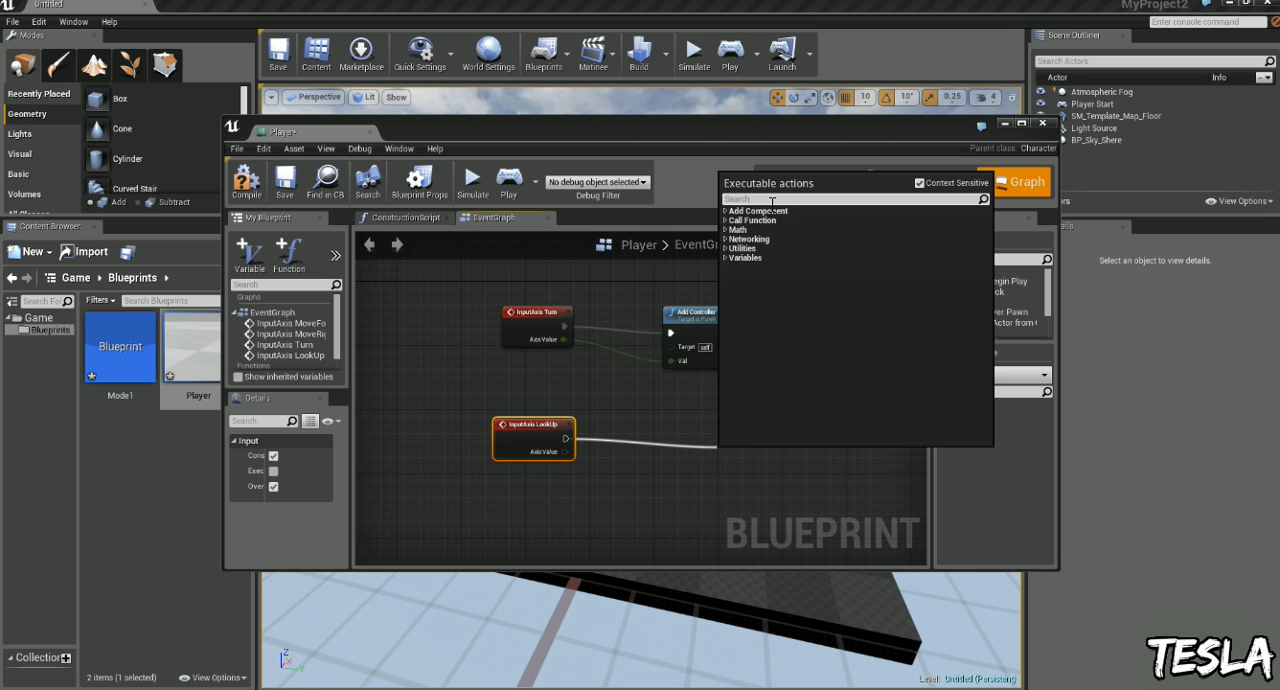 Untitled
MyProject2
File Edit Window Help
Enter console command
Modes
Scene Outliner
Save Content Marketplace Quick Settings World Settings Blueprints Matinee Build Simulate Play Launch
Search Actors
Actor Info
Recently Placed
Geometry
Lights
Visual
Basic
Volumes
Box
Cone
Cylinder
Curved Stair
Add Subtract
Perspective Lit Show
10 10° 0.25 4
Atmospheric Fog
Player Start
SM_Template_Map_Floor
Light Source
BP_Sky_Shere
View Options
Select an object to view details.
Player*
File Edit Asset View Debug Window Help
Parent class: Character
Compile Save Find in CB Search Blueprint Props Simulate Play
No debug object selected
Debug Filter
Graph
Executable actions
Context Sensitive
Search
Add Component
Call Function
Math
Networking
Utilities
Variables
My Blueprint
ConstructionScript
EventGraph
Variable Function
Search
Graphs
EventGraph
InputAxis MoveFo
InputAxis MoveRig
InputAxis Turn
InputAxis LookUp
Functions
Show inherited variables
Player > EventGr
InputAxis Turn
Axis Value
Add Controller
Target is Pawn
Target self
Val
InputAxis LookUp
Axis Value
BLUEPRINT
Details
Search
Input
Cons
Exec
Over
Content Browser
New Import
Game Blueprints
Search Fol
Filters
Search Blueprints
Game
Blueprints
Blueprint
Mode1
Player
Collection
2 items (1 selected)
View Options
Level: Untitled (Persistent)
TESLA